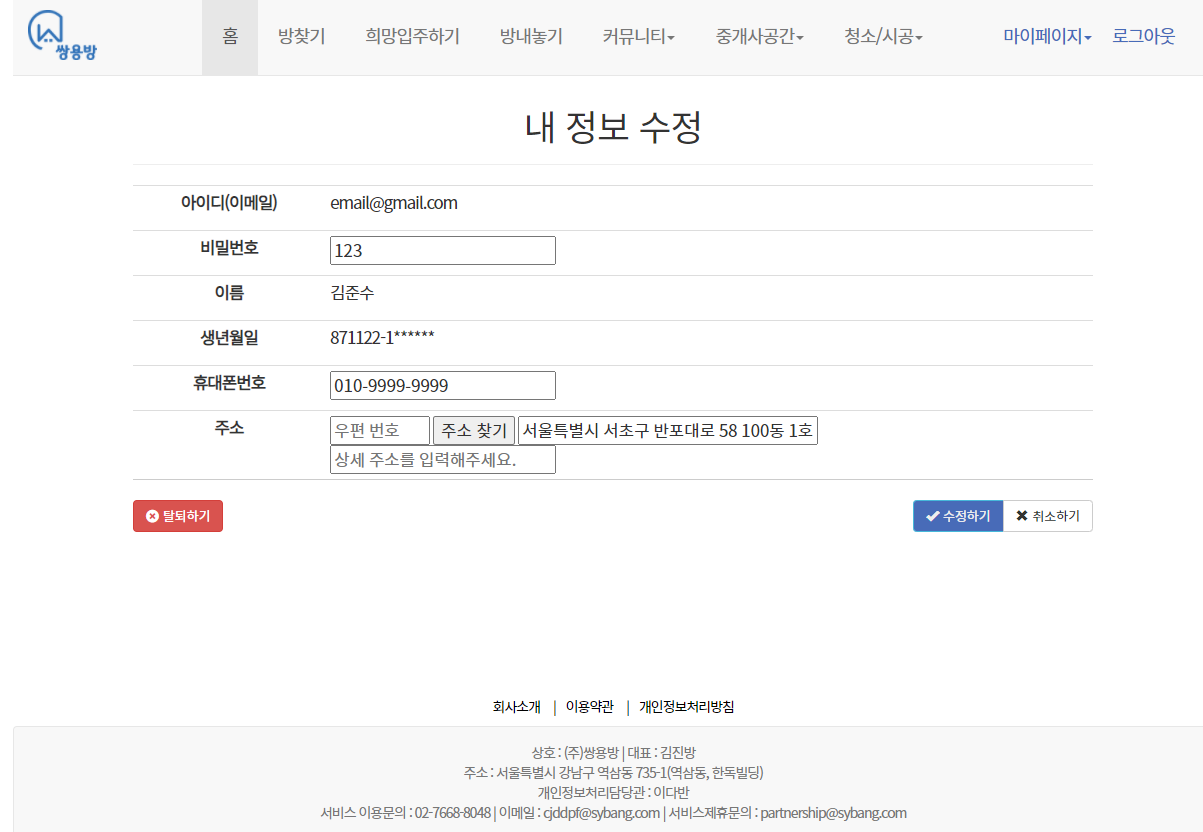 쌍용방
홈 방찾기 희망입주하기 방내놓기 커뮤니티 중개사공간 청소/시공 마이페이지 로그아웃
내 정보 수정
아이디(이메일) email@gmail.com
비밀번호 123
이름 김준수
생년월일 871122-1******
휴대폰번호 010-9999-9999
주소 우편 번호 주소 찾기 서울특별시 서초구 반포대로 58 100동 1호
상세 주소를 입력해주세요.
탈퇴하기 수정하기 취소하기
회사소개 | 이용약관 | 개인정보처리방침
상호 : (주)쌍용방 | 대표 : 김진방
주소 : 서울특별시 강남구 역삼동 735-1(역삼동, 한독빌딩)
개인정보처리담당관 : 이다반
서비스 이용문의 : 02-7668-8048 | 이메일 : cjddpf@sybang.com | 서비스제휴문의 : partnership@sybang.com